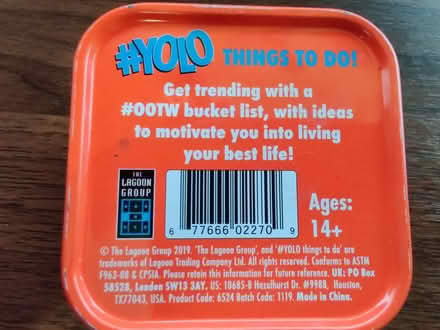 #YOLO THINGS TO DO!
Get trending with a
#OOTW bucket list, with ideas
to motivate you into living
your best life!
THE
LAGOON
GROUP
6 77666 02270 9
Ages:
14+
© The Lagoon Group 2019. 'The Lagoon Group', and '#YOLO things to do' are
trademarks of Lagoon Trading Company Ltd. All rights reserved. Conforms to ASTM
F963-08 & CPSIA. Please retain this information for future reference. UK: PO Box
58528, London SW13 3AY. US: 10685-B Hazelhurst Dr. #9908, Houston,
TX77043, USA. Product Code: 6524 Batch Code: 1119. Made in China.